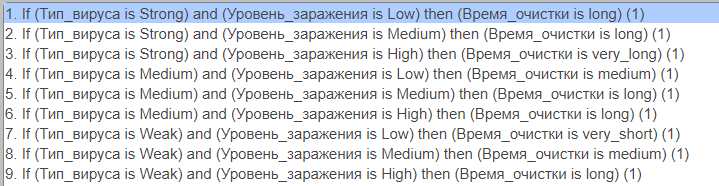 1. If (Тип_вируса is Strong) and (Уровень_заражения is Low) then (Время_очистки is long) (1)
2. If (Тип_вируса is Strong) and (Уровень_заражения is Medium) then (Время_очистки is long) (1)
3. If (Тип_вируса is Strong) and (Уровень_заражения is High) then (Время_очистки is very_long) (1)
4. If (Тип_вируса is Medium) and (Уровень_заражения is Low) then (Время_очистки is medium) (1)
5. If (Тип_вируса is Medium) and (Уровень_заражения is Medium) then (Время_очистки is long) (1)
6. If (Тип_вируса is Medium) and (Уровень_заражения is High) then (Время_очистки is long) (1)
7. If (Тип_вируса is Weak) and (Уровень_заражения is Low) then (Время_очистки is very_short) (1)
8. If (Тип_вируса is Weak) and (Уровень_заражения is Medium) then (Время_очистки is medium) (1)
9. If (Тип_вируса is Weak) and (Уровень_заражения is High) then (Время_очистки is long) (1)